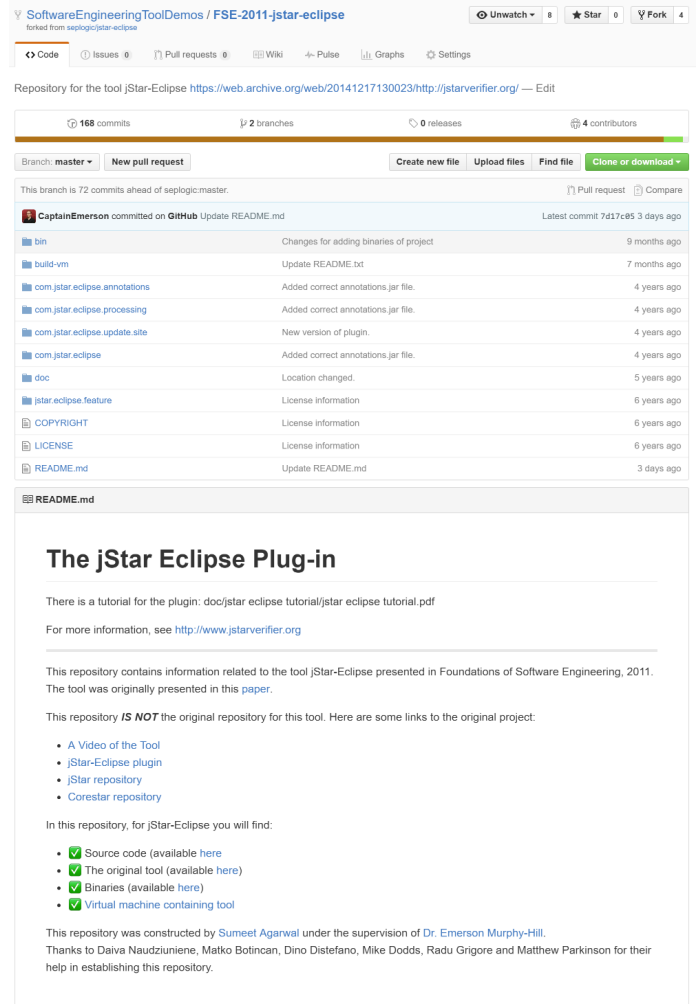 SoftwareEngineeringToolDemos / FSE-2011-jstar-eclipse
forked from seplogic/jstar-eclipse
Unwatch 8 Star 0 Fork 4
Code Issues 0 Pull requests 0 Wiki Pulse Graphs Settings
Repository for the tool jStar-Eclipse https://web.archive.org/web/20141217130023/http://jstarverifier.org/ — Edit
168 commits 2 branches 0 releases 4 contributors
Branch: master New pull request Create new file Upload files Find file Clone or download
This branch is 72 commits ahead of seplogic:master. Pull request Compare
CaptainEmerson committed on GitHub Update README.md Latest commit 7d17c05 3 days ago
bin Changes for adding binaries of project 9 months ago
build-vm Update README.txt 7 months ago
com.jstar.eclipse.annotations Added correct annotations.jar file. 4 years ago
com.jstar.eclipse.processing Added correct annotations.jar file. 4 years ago
com.jstar.eclipse.update.site New version of plugin. 4 years ago
com.jstar.eclipse Added correct annotations.jar file. 4 years ago
doc Location changed. 5 years ago
jstar.eclipse.feature License information 6 years ago
COPYRIGHT License information 6 years ago
LICENSE License information 6 years ago
README.md Update README.md 3 days ago
README.md
The jStar Eclipse Plug-in
There is a tutorial for the plugin: doc/jstar eclipse tutorial/jstar eclipse tutorial.pdf
For more information, see http://www.jstarverifier.org
This repository contains information related to the tool jStar-Eclipse presented in Foundations of Software Engineering, 2011.
The tool was originally presented in this paper.
This repository IS NOT the original repository for this tool. Here are some links to the original project:
• A Video of the Tool
• jStar-Eclipse plugin
• jStar repository
• Corestar repository
In this repository, for jStar-Eclipse you will find:
• ✅ Source code (available here
• ✅ The original tool (available here)
• ✅ Binaries (available here)
• ✅ Virtual machine containing tool
This repository was constructed by Sumeet Agarwal under the supervision of Dr. Emerson Murphy-Hill.
Thanks to Daiva Naudziuniene, Matko Botincan, Dino Distefano, Mike Dodds, Radu Grigore and Matthew Parkinson for their
help in establishing this repository.